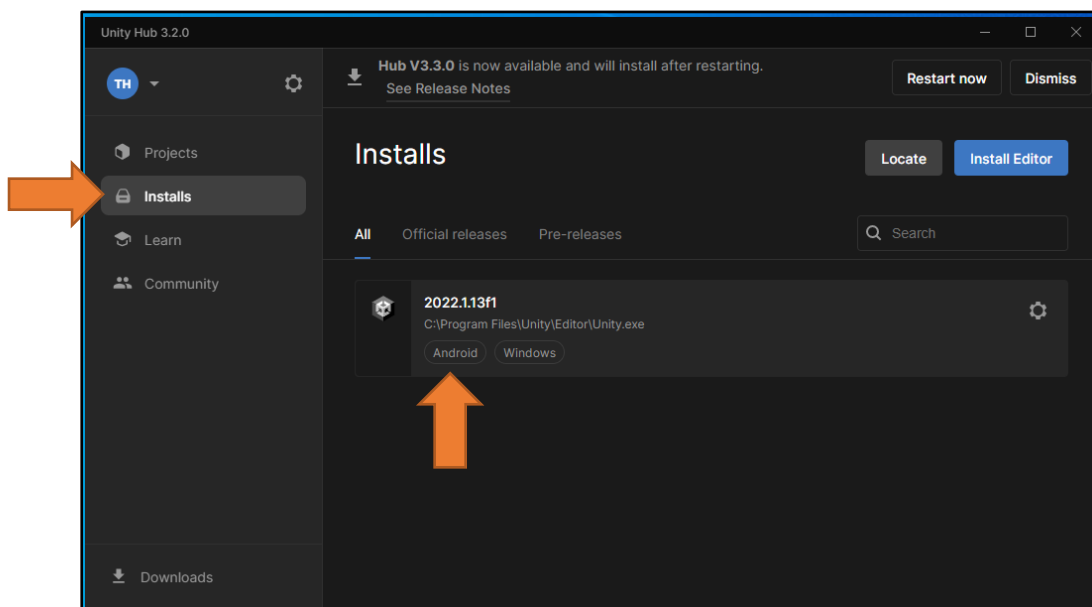 Unity Hub 3.2.0
TH
Hub V3.3.0 is now available and will install after restarting.
See Release Notes
Restart now
Dismiss
Projects
Installs
Learn
Community
Downloads
Installs
Locate
Install Editor
All
Official releases
Pre-releases
Search
2022.1.13f1
C:\Program Files\Unity\Editor\Unity.exe
Android
Windows